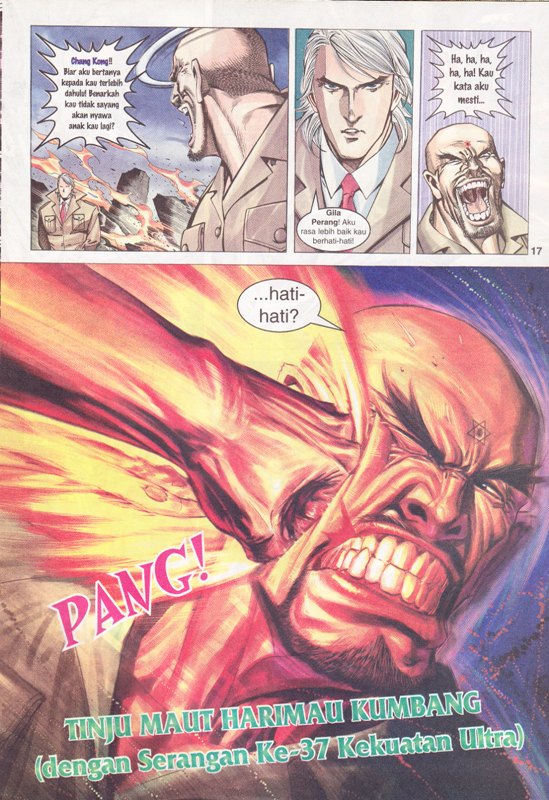 Chang Kong!!
Biar aku bertanya
kepada kau terlebih
dahulu! Benarkah
kau tidak sayang
akan nyawa
anak kau lagi?
Gila
Perang! Aku
rasa lebih baik kau
berhati-hati!
Ha, ha, ha,
ha, ha! Kau
kata aku
mesti...
17
...hati-
hati?
PANG!
TINJU MAUT HARIMAU KUMBANG
(dengan Serangan Ke-37 Kekuatan Ultra)